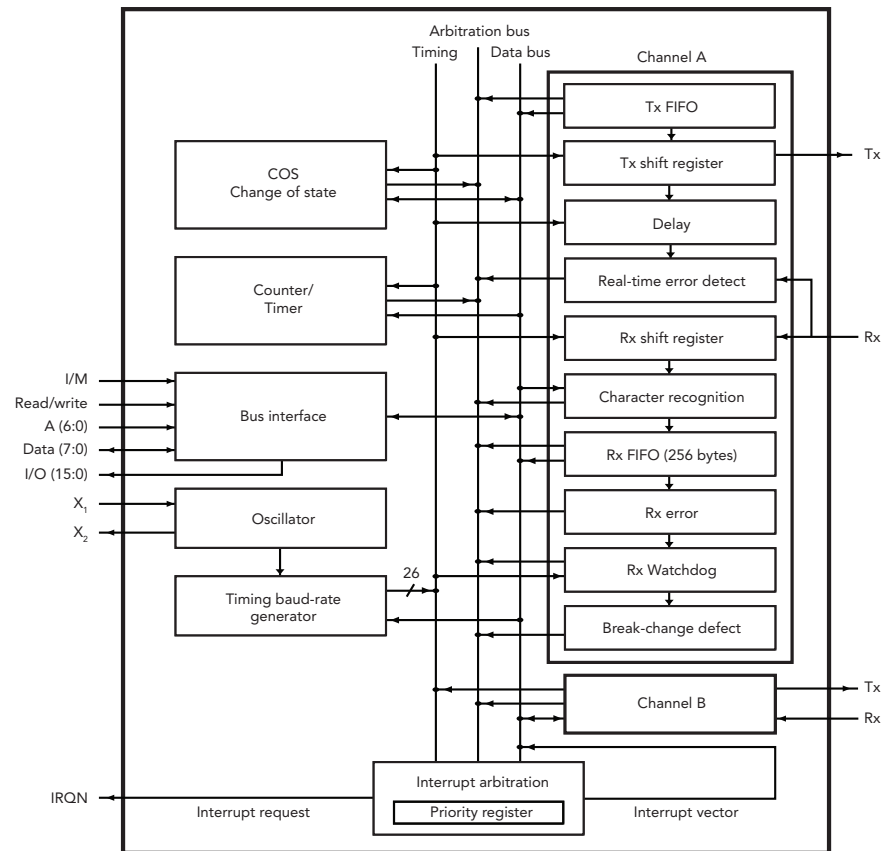 Arbitration bus
Timing
Data bus
Channel A
Tx FIFO
COS
Change of state
Tx shift register
Tx
Delay
Counter/
Timer
Real-time error detect
Rx shift register
Rx
I/M
Read/write
A (6:0)
Data (7:0)
I/O (15:0)
Bus interface
Character recognition
Rx FIFO (256 bytes)
X₁
X₂
Oscillator
Rx error
26
Timing baud-rate
generator
Rx Watchdog
Break-change defect
Channel B
Tx
Rx
Interrupt arbitration
Priority register
IRQN
Interrupt request
Interrupt vector